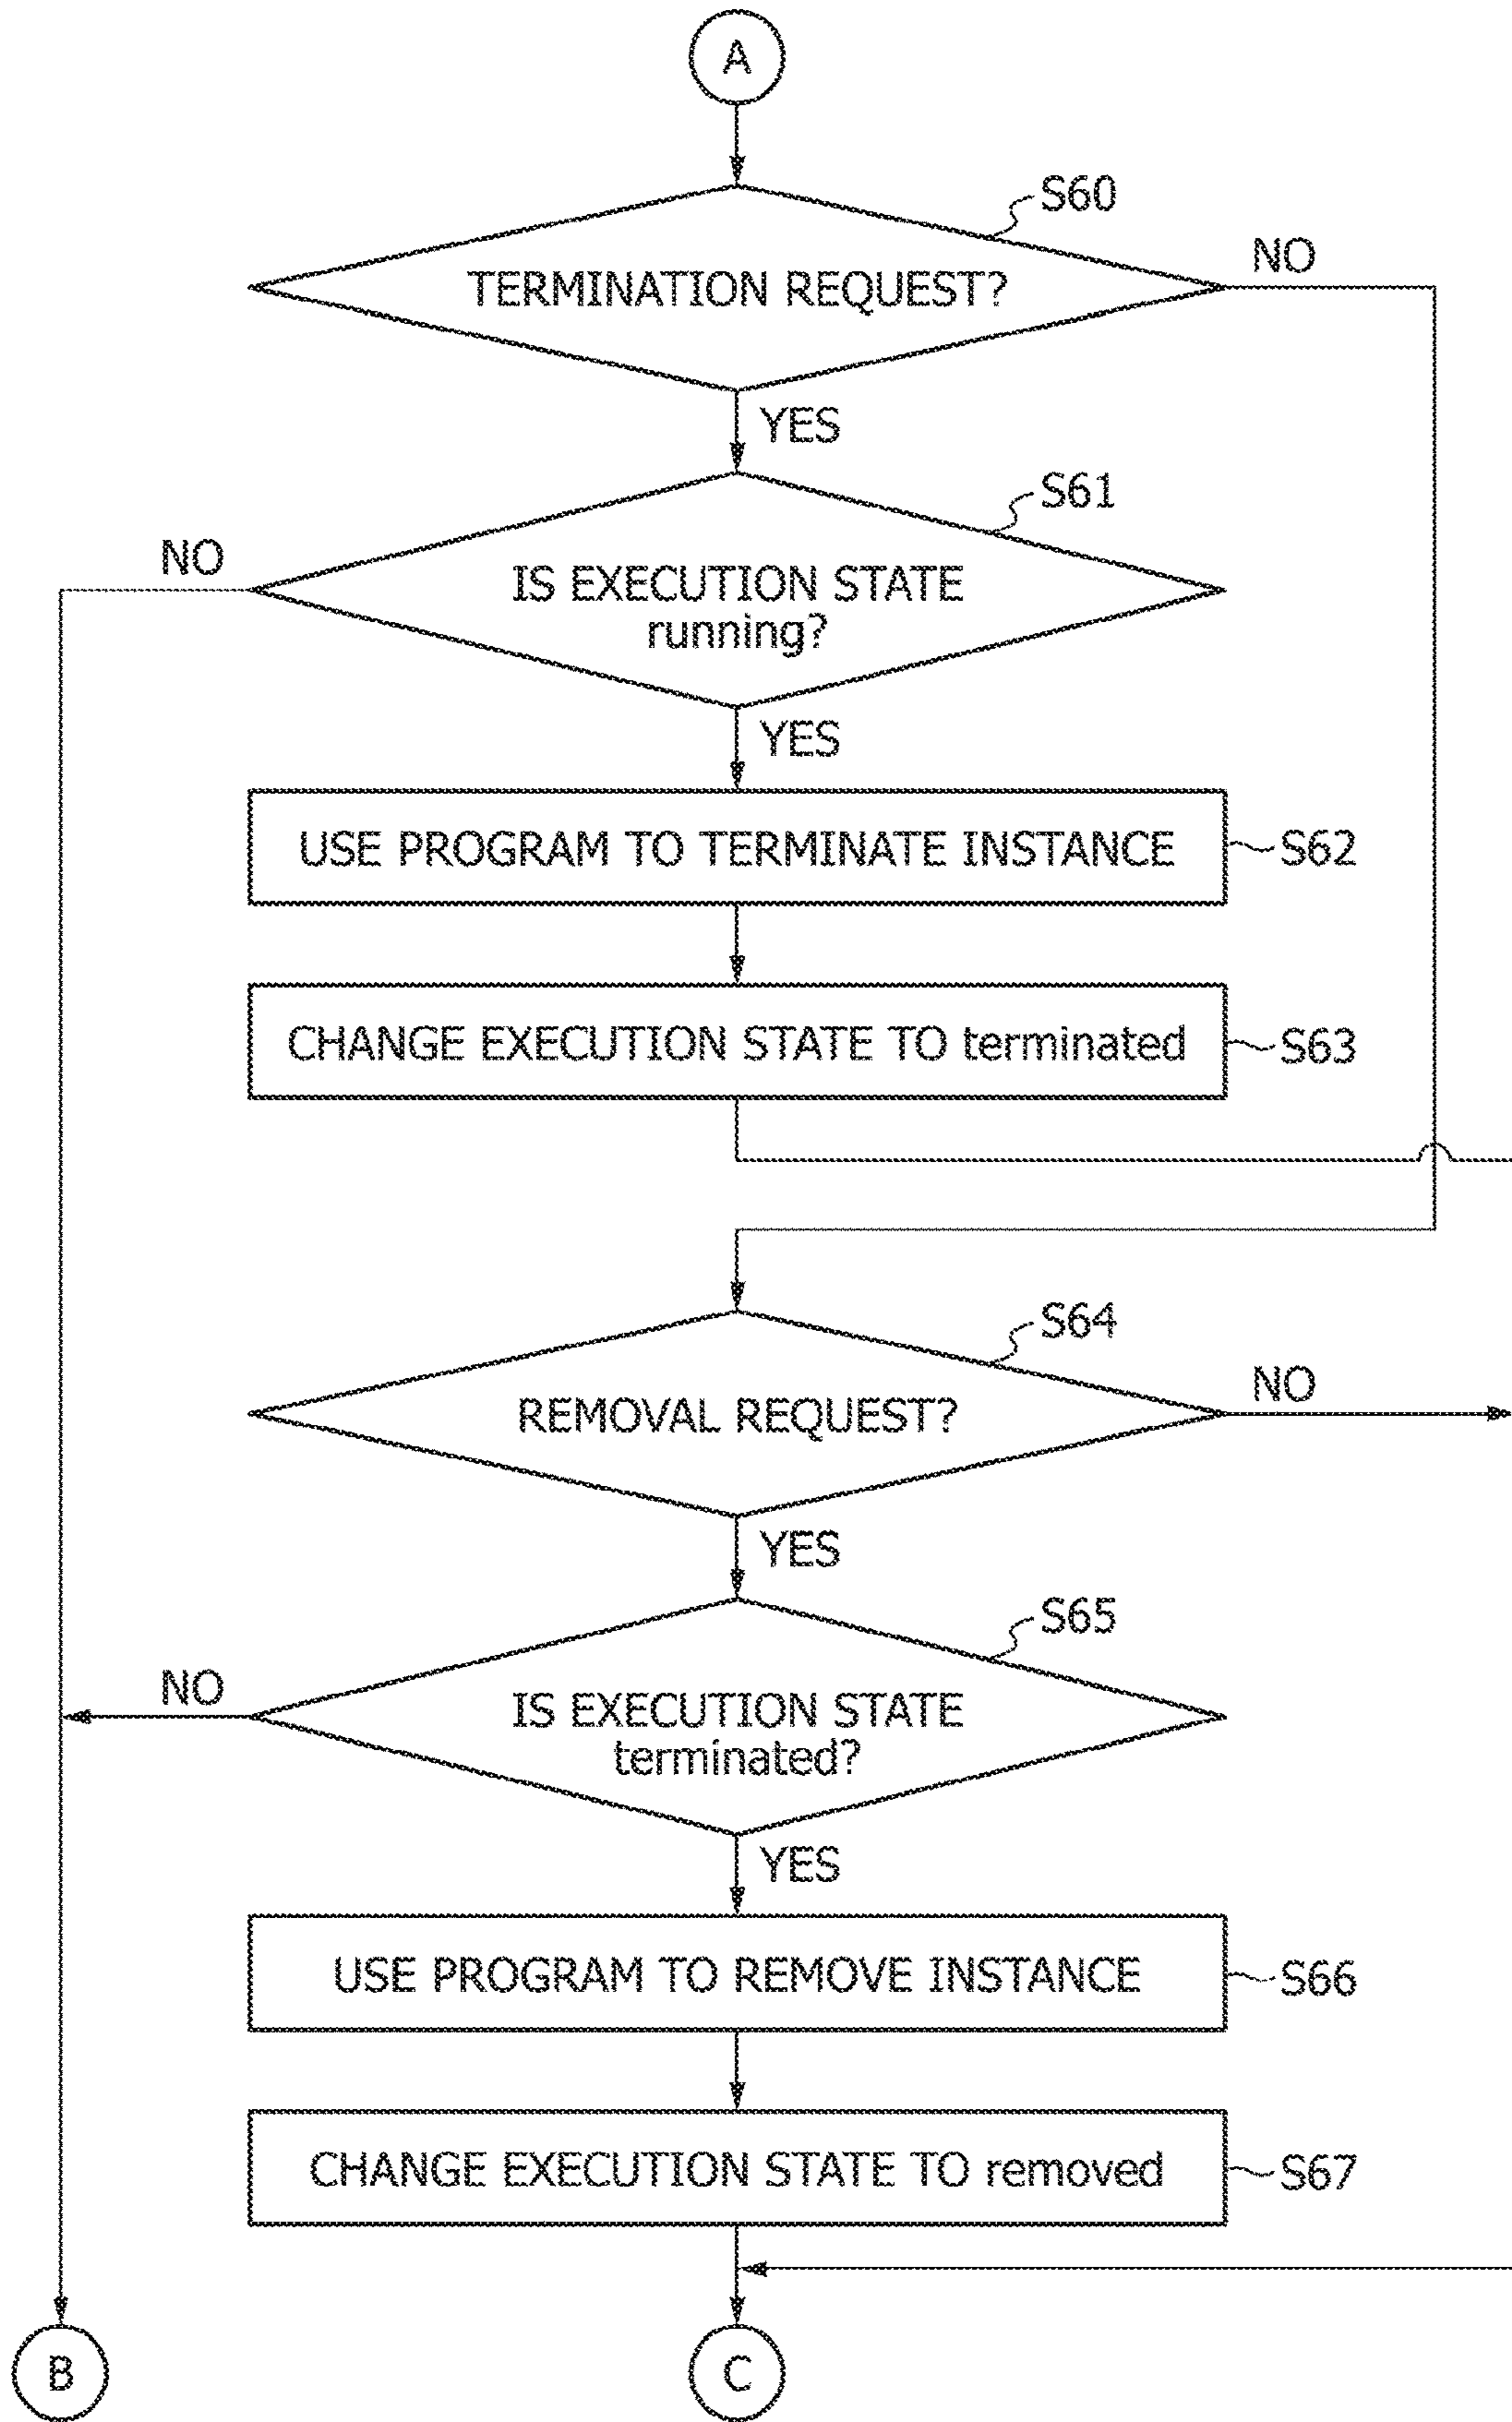 A
S60
TERMINATION REQUEST?
NO
YES
S61
NO
IS EXECUTION STATE
running?
YES
USE PROGRAM TO TERMINATE INSTANCE
S62
CHANGE EXECUTION STATE TO terminated
S63
S64
REMOVAL REQUEST?
NO
YES
S65
NO
IS EXECUTION STATE
terminated?
YES
USE PROGRAM TO REMOVE INSTANCE
S66
CHANGE EXECUTION STATE TO removed
S67
B
C